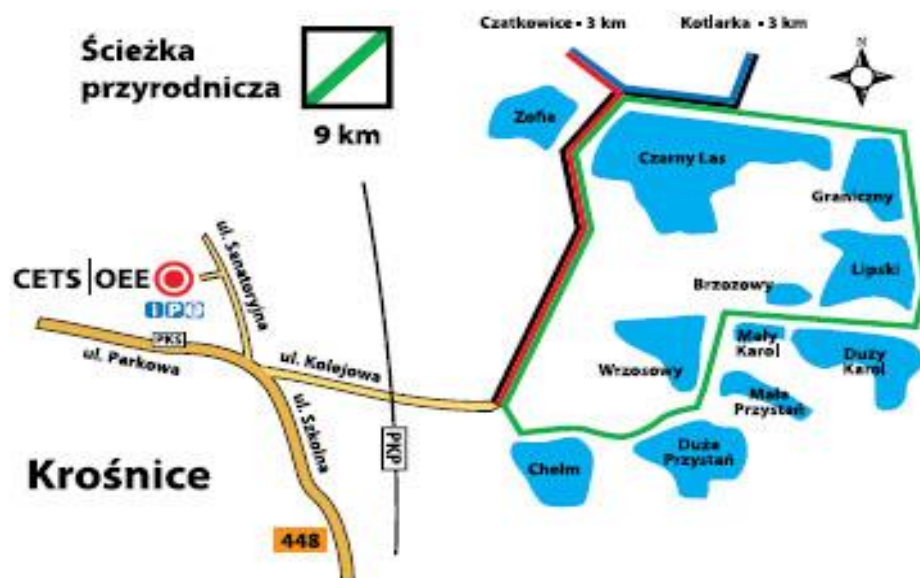 Czatkowice - 3 km
Kotlarka - 3 km
Ścieżka
przyrodnicza
9 km
N
Zofia
Czarny Las
Graniczny
ul. Senatoryjna
CETS|OEE
i P
Lipski
Brzozowy
PKS
ul. Parkowa
ul. Kolejowa
Mały
Karol
Duży
Karol
Wrzosowy
Mała
Przystań
ul. Szkolna
PKP
Duża
Przystań
Chełm
Krośnice
448